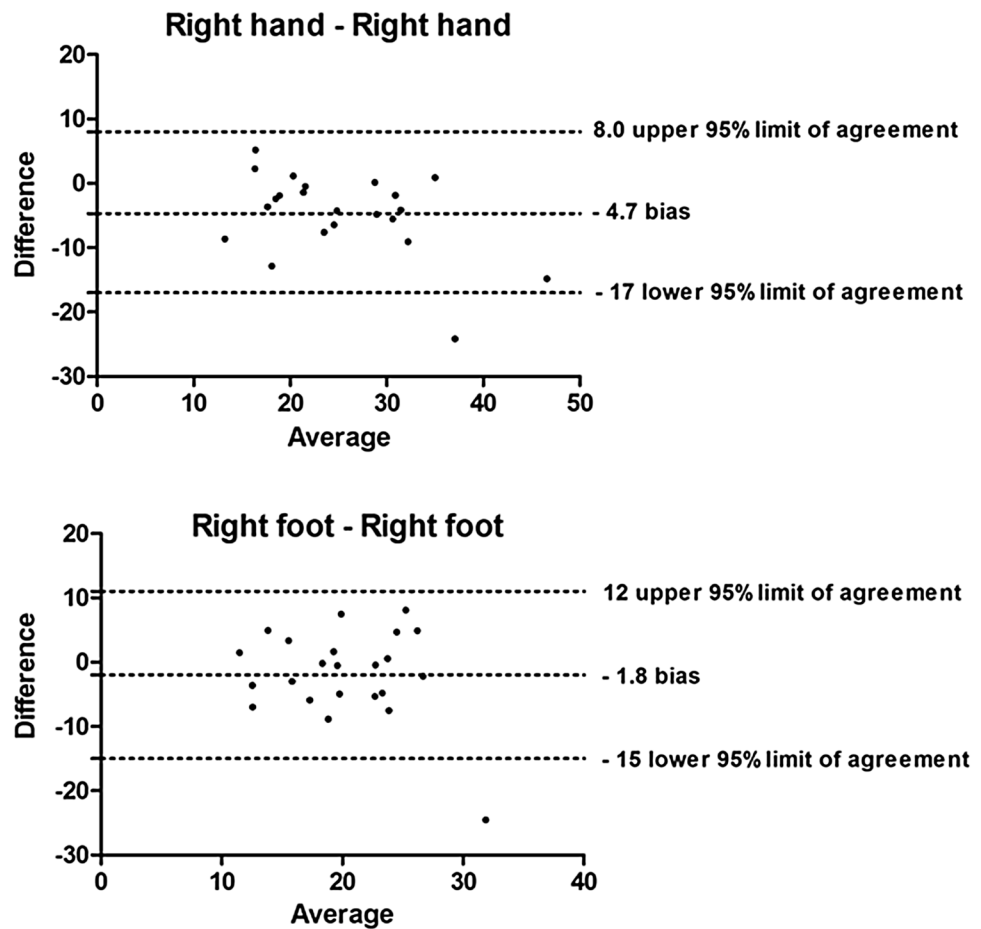 Right hand - Right hand
20
10
0
-10
-20
-30
Difference
8.0 upper 95% limit of agreement
- 4.7 bias
- 17 lower 95% limit of agreement
0 10 20 30 40 50
Average
Right foot - Right foot
20
10
0
-10
-20
-30
Difference
12 upper 95% limit of agreement
- 1.8 bias
- 15 lower 95% limit of agreement
0 10 20 30 40
Average